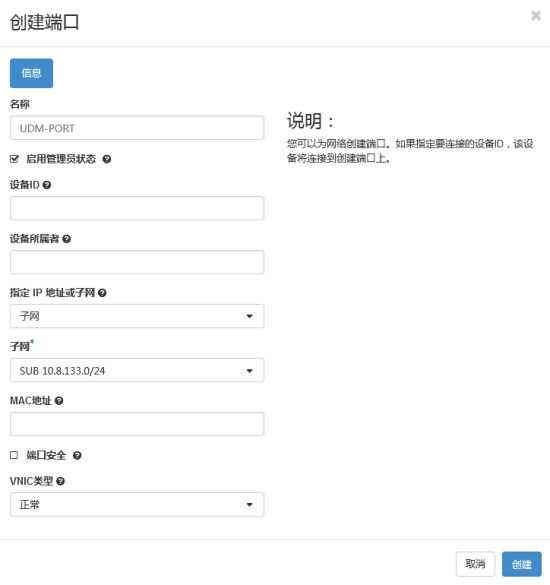 创建端口
×
信息
名称
UDM-PORT
启用管理员状态
设备ID
设备所属者
指定 IP 地址或子网
子网
子网*
SUB 10.8.133.0/24
MAC地址
端口安全
VNIC类型
正常
说明：
您可以为网络创建端口。如果指定要连接的设备ID，该设
备将连接到创建端口上。
取消
创建